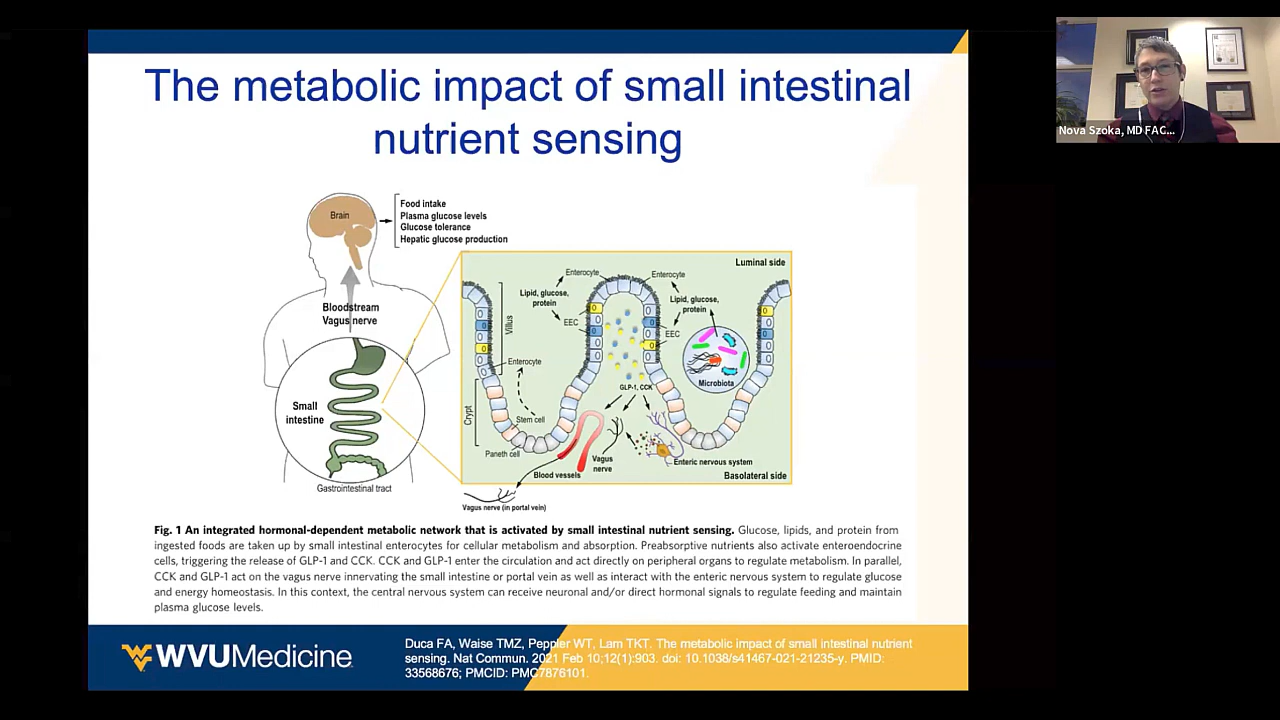 The metabolic impact of small intestinal
nutrient sensing
Nova Szoka, MD FAC...
Brain
Food intake
Plasma glucose levels
Glucose tolerance
Hepatic glucose production
Bloodstream
Vagus nerve
Small
intestine
Gastrointestinal tract
Luminal side
Enterocyte
Enterocyte
Lipid, glucose,
protein
Lipid, glucose,
protein
Villus
EEC
EEC
Enterocyte
Microbiota
GLP-1, CCK
Crypt
Stem cell
Paneth cell
Blood vessels
Vagus
nerve
Enteric nervous system
Basolateral side
Vagus nerve (in portal vein)
Fig. 1 An integrated hormonal-dependent metabolic network that is activated by small intestinal nutrient sensing. Glucose, lipids, and protein from
ingested foods are taken up by small intestinal enterocytes for cellular metabolism and absorption. Preabsorptive nutrients also activate enteroendocrine
cells, triggering the release of GLP-1 and CCK. CCK and GLP-1 enter the circulation and act directly on peripheral organs to regulate metabolism. In parallel,
CCK and GLP-1 act on the vagus nerve innervating the small intestine or portal vein as well as interact with the enteric nervous system to regulate glucose
and energy homeostasis. In this context, the central nervous system can receive neuronal and/or direct hormonal signals to regulate feeding and maintain
plasma glucose levels.
WVUMedicine
Duca FA, Waise TMZ, Peppler WT, Lam TKT. The metabolic impact of small intestinal nutrient
sensing. Nat Commun. 2021 Feb 10;12(1):903. doi: 10.1038/s41467-021-21235-y. PMID:
33568676; PMCID: PMC7876101.